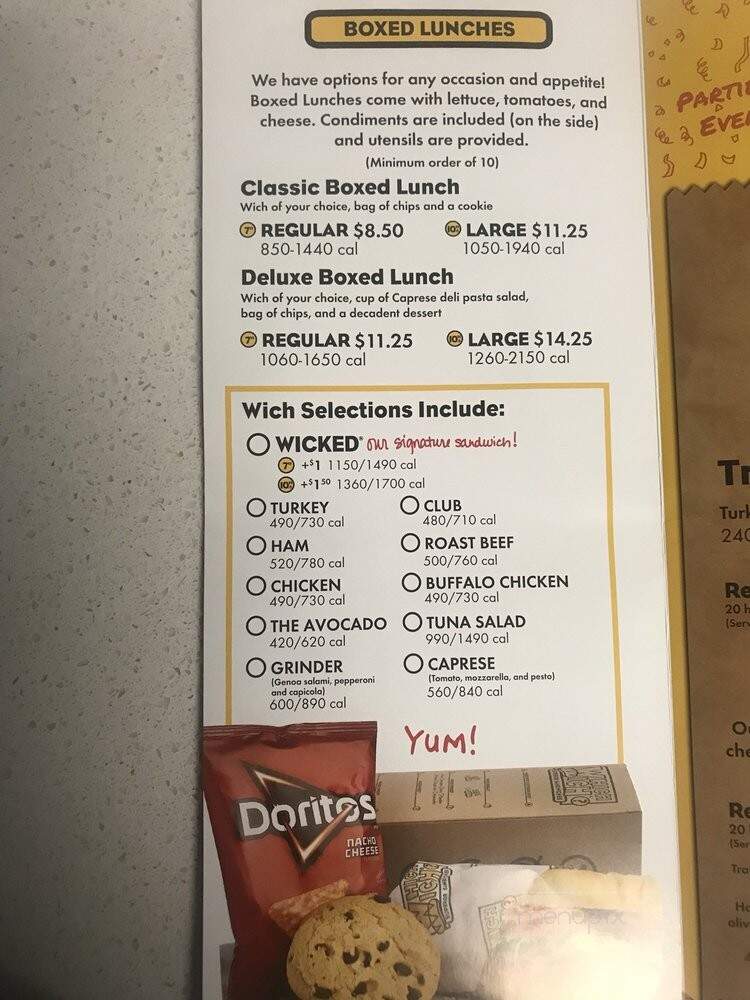 BOXED LUNCHES
We have options for any occasion and appetite!
Boxed Lunches come with lettuce, tomatoes, and
cheese. Condiments are included (on the side)
and utensils are provided.
(Minimum order of 10)
Classic Boxed Lunch
Wich of your choice, bag of chips and a cookie
7" REGULAR $8.50 10" LARGE $11.25
850-1440 cal 1050-1940 cal
Deluxe Boxed Lunch
Wich of your choice, cup of Caprese deli pasta salad,
bag of chips, and a decadent dessert
7" REGULAR $11.25 10" LARGE $14.25
1060-1650 cal 1260-2150 cal
Wich Selections Include:
WICKED® our signature sandwich!
7" +$1 1150/1490 cal
10" +$1.50 1360/1700 cal
TURKEY CLUB
490/730 cal 480/710 cal
HAM ROAST BEEF
520/780 cal 500/760 cal
CHICKEN BUFFALO CHICKEN
490/730 cal 490/730 cal
THE AVOCADO TUNA SALAD
420/620 cal 990/1490 cal
GRINDER CAPRESE
(Genoa salami, pepperoni (Tomato, mozzarella, and pesto)
and capicola) 560/840 cal
600/890 cal
YUM!
Doritos
NACHO
CHEESE
WHICH
WICH
menupix
PARTIE
EVE
Tr
Turk
240
Re
20 h
(Serv
Re
20
(Ser
Tra
oliv